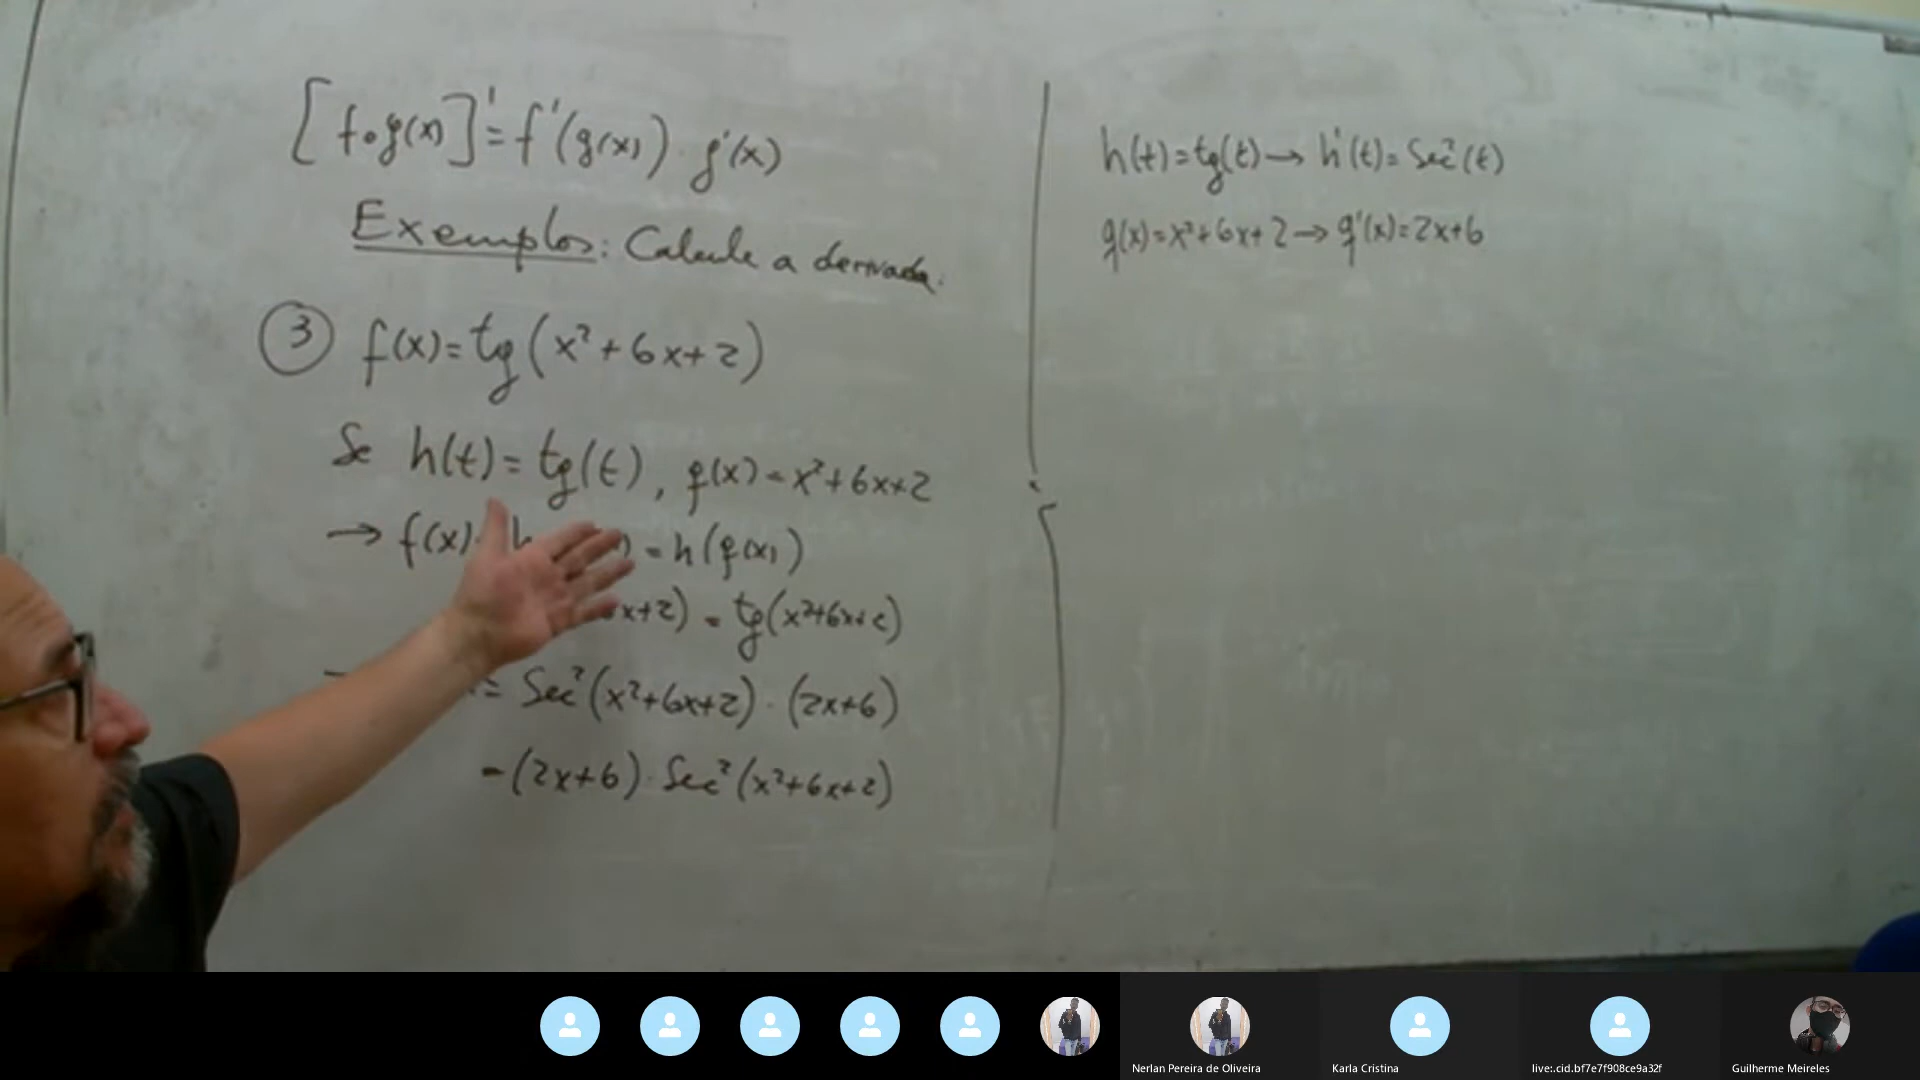 [fog(x)]' = f'(g(x)) · g'(x)
Exemplos: Calcule a derivada.
③ f(x) = tg(x² + 6x + 2)
Se h(t) = tg(t), g(x) = x² + 6x + 2
→ f(x) = h(g(x))
x+2) = tg(x²+6x+2)
= Sec²(x²+6x+2) · (2x+6)
= (2x+6) · Sec²(x²+6x+2)
h(t) = tg(t) → h'(t) = Sec²(t)
g(x) = x² + 6x + 2 → g'(x) = 2x+6
Nerlan Pereira de Oliveira
Karla Cristina
live:.cid.bf7e7f908ce9a32f
Guilherme Meireles